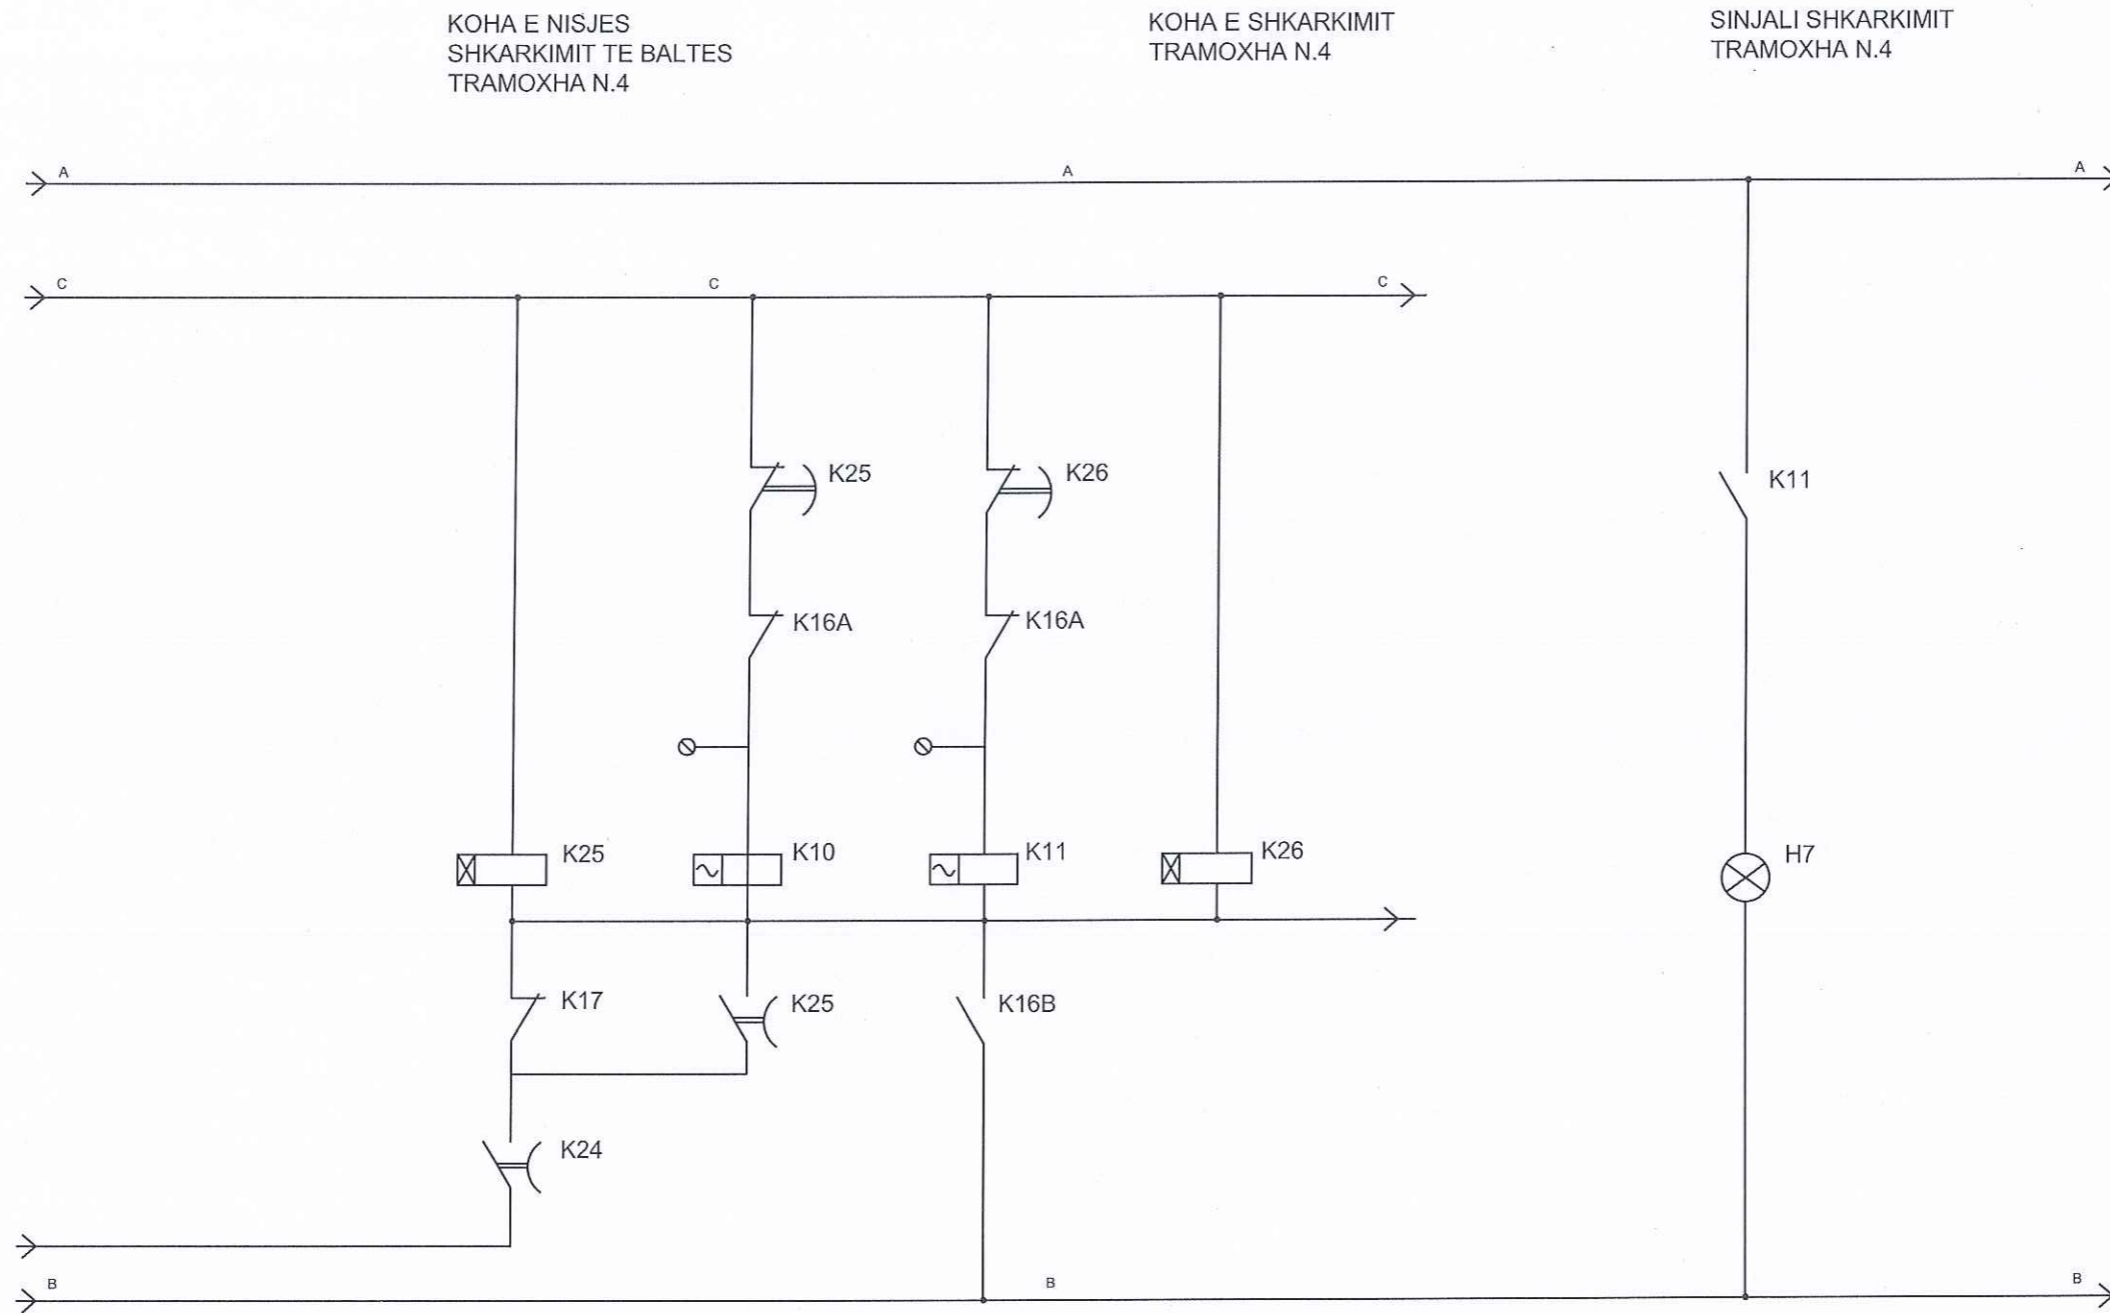 KOHA E NISJES
SHKARKIMIT TE BALTES
TRAMOXHA N.4
KOHA E SHKARKIMIT
TRAMOXHA N.4
SINJALI SHKARKIMIT
TRAMOXHA N.4
A A A
C C C
K25 K26 K11
K16A K16A
K25 K10 K11 K26 H7
K17 K25 K16B
K24
B B B